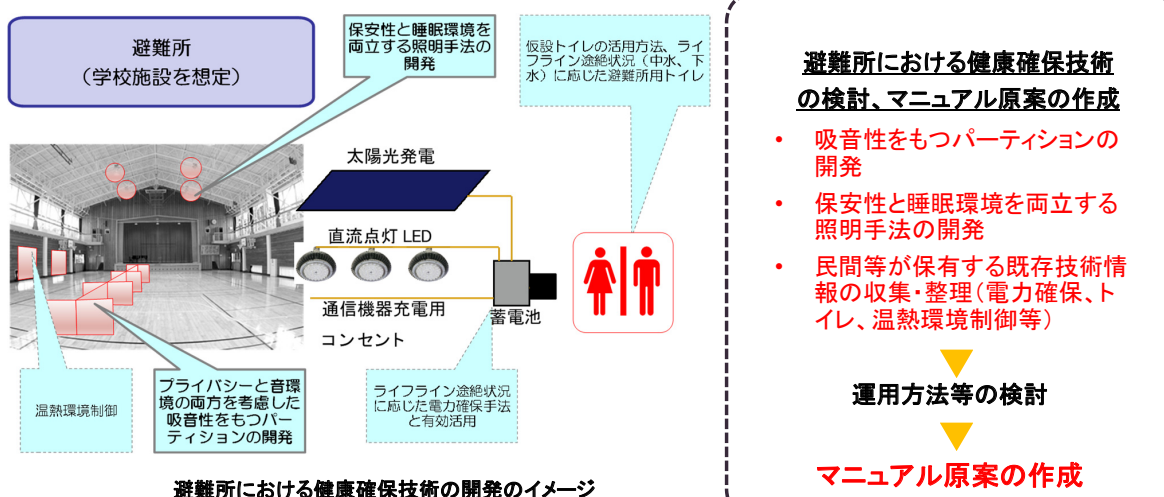 避難所
（学校施設を想定）
保安性と睡眠環境を
両立する照明手法の
開発
仮設トイレの活用方法、ライ
フライン途絶状況（中水、下
水）に応じた避難所用トイレ
太陽光発電
直流点灯 LED
通信機器充電用
コンセント
蓄電池
温熱環境制御
プライバシーと音環
境の両方を考慮した
吸音性をもつパー
ティションの開発
ライフライン途絶状況
に応じた電力確保手法
と有効活用
避難所における健康確保技術の開発のイメージ
避難所における健康確保技術
の検討、マニュアル原案の作成
• 吸音性をもつパーティションの
開発
• 保安性と睡眠環境を両立する
照明手法の開発
• 民間等が保有する既存技術情
報の収集・整理（電力確保、ト
イレ、温熱環境制御等）
運用方法等の検討
マニュアル原案の作成